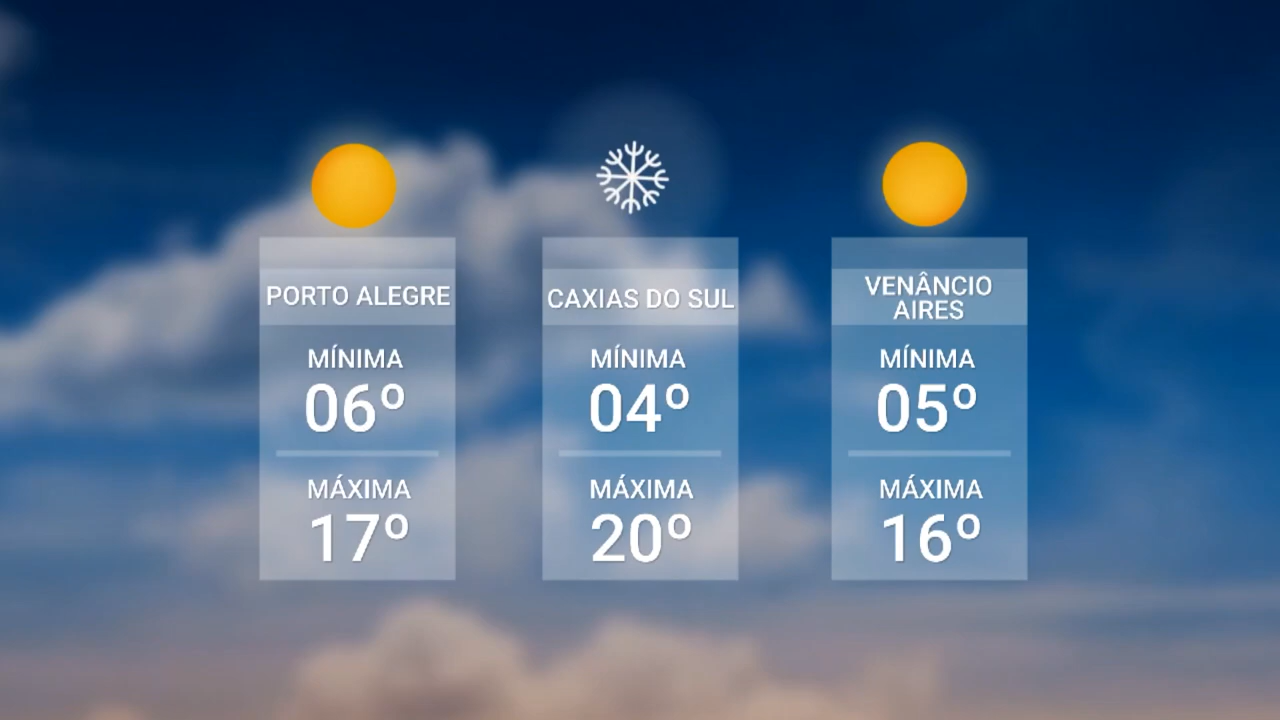 PORTO ALEGRE
MÍNIMA
06º
MÁXIMA
17º
CAXIAS DO SUL
MÍNIMA
04º
MÁXIMA
20º
VENÂNCIO
AIRES
MÍNIMA
05º
MÁXIMA
16º